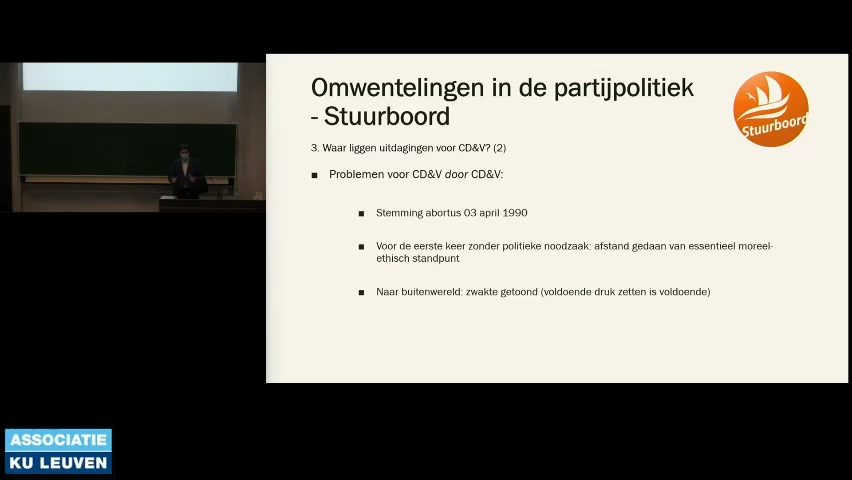 Omwentelingen in de partijpolitiek
- Stuurboord
Stuurboord
3. Waar liggen uitdagingen voor CD&V? (2)
■ Problemen voor CD&V door CD&V:
■ Stemming abortus 03 april 1990
■ Voor de eerste keer zonder politieke noodzaak: afstand gedaan van essentieel moreel-
ethisch standpunt
■ Naar buitenwereld: zwakte getoond (voldoende druk zetten is voldoende)
ASSOCIATIE
KU LEUVEN